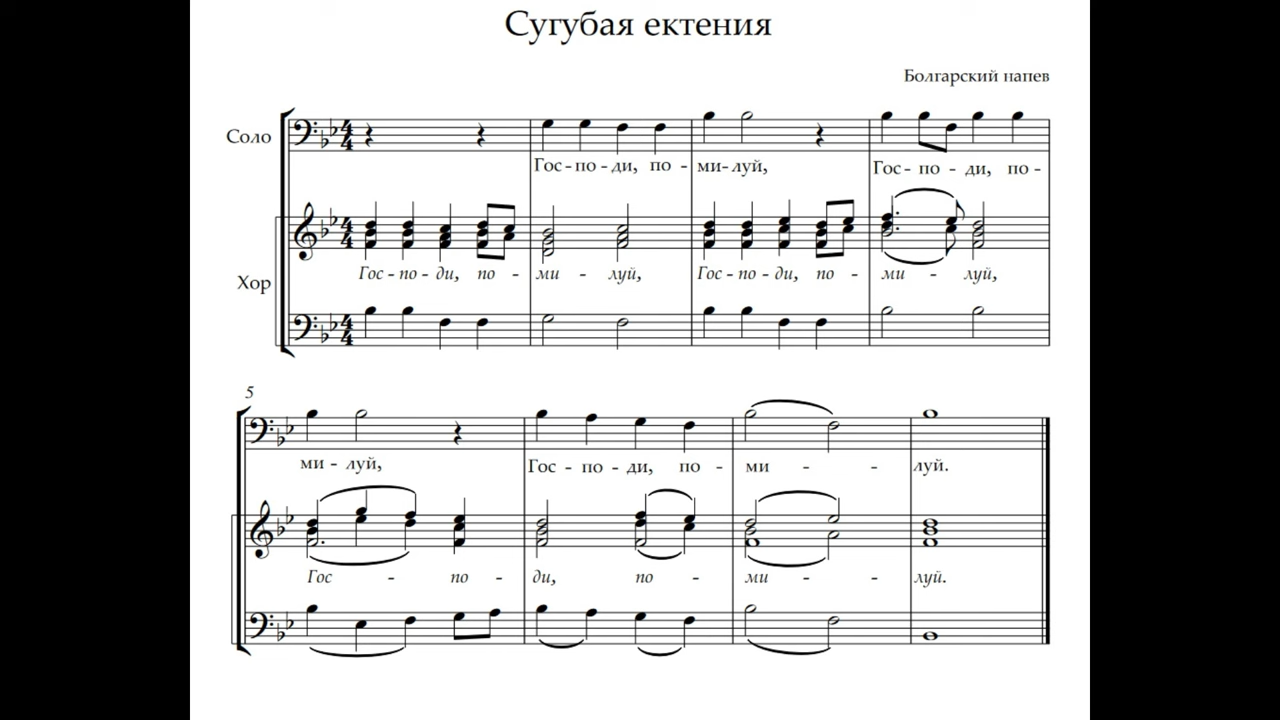 Сугубая ектения
Болгарский напев
Соло
Гос - по - ди, по - ми - луй, Гос - по - ди, по -
Хор
Гос - по - ди, по - ми - луй, Гос - по - ди, по - ми - луй,
5
ми - луй, Гос - по - ди, по - ми - - луй.
Гос - по - ди, по - ми - - луй.